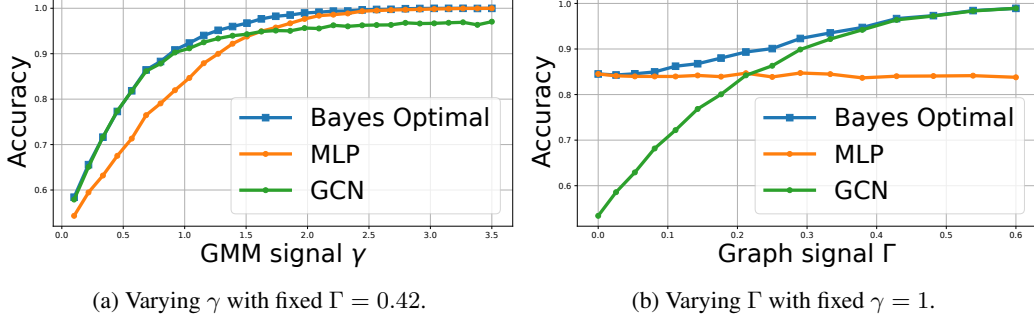 1.0
0.9
0.8
0.7
0.6
Accuracy
Bayes Optimal
MLP
GCN
0.0 0.5 1.0 1.5 2.0 2.5 3.0 3.5
GMM signal γ
(a) Varying γ with fixed Γ = 0.42.
1.0
0.9
0.8
0.7
0.6
Accuracy
Bayes Optimal
MLP
GCN
0.0 0.1 0.2 0.3 0.4 0.5 0.6
Graph signal Γ
(b) Varying Γ with fixed γ = 1.